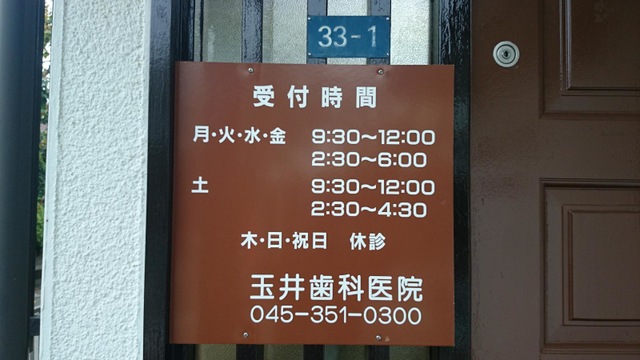 33-1
受付時間
月・火・水・金 9:30〜12:00
2:30〜6:00
土 9:30〜12:00
2:30〜4:30
木・日・祝日 休診
玉井歯科医院
045-351-0300